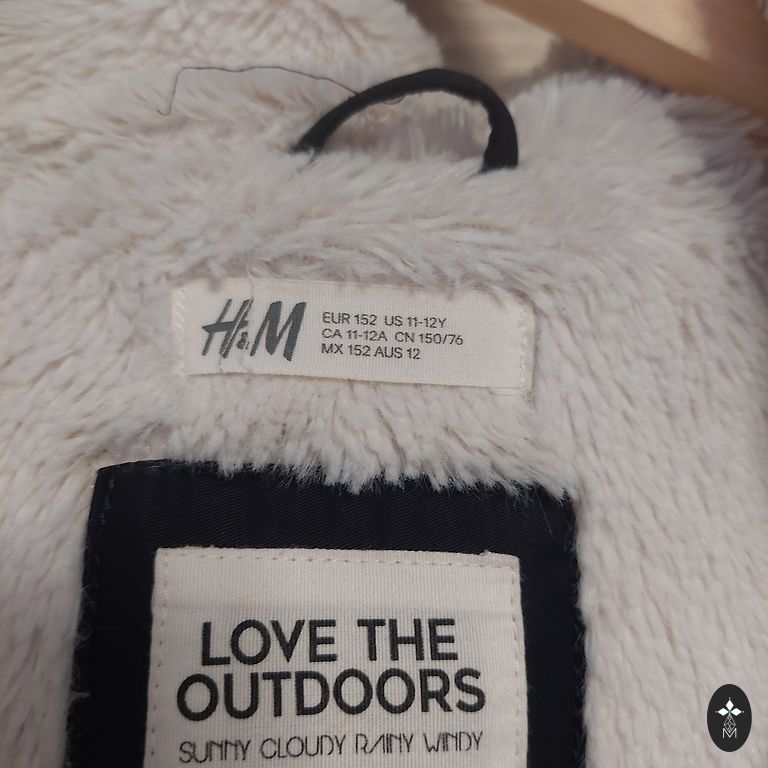 H&M
EUR 152 US 11-12Y
CA 11-12A CN 150/76
MX 152 AUS 12
LOVE THE
OUTDOORS
SUNNY CLOUDY RAINY WINDY
M